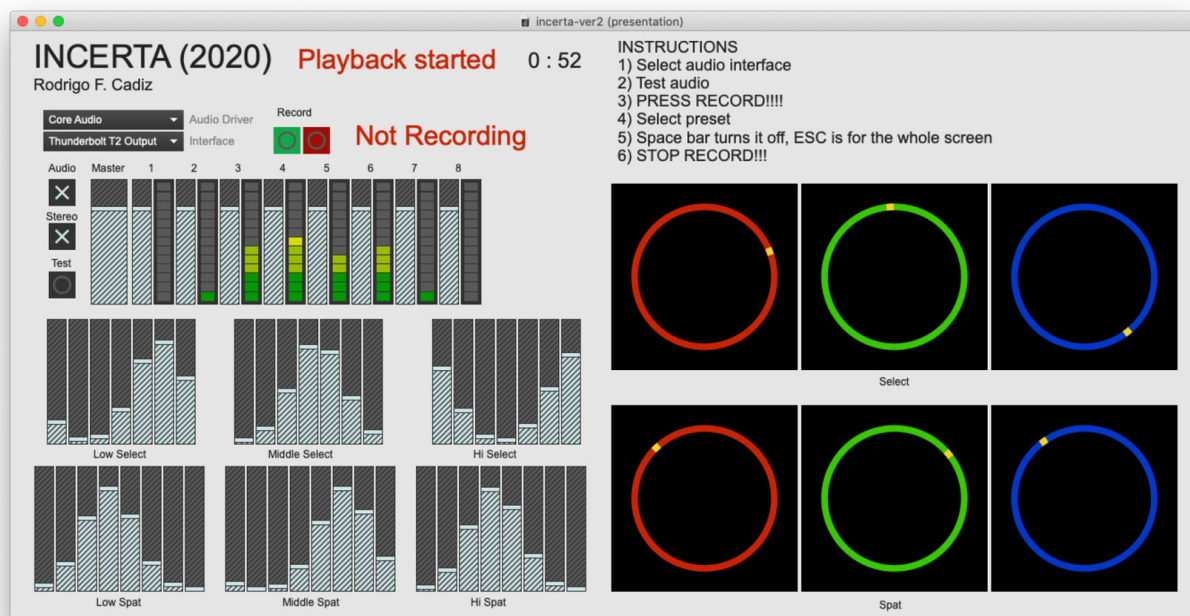 incerta-ver2 (presentation)
INCERTA (2020)
Playback started
0 : 52
Rodrigo F. Cadiz
Core Audio
Audio Driver
Thunderbolt T2 Output
Interface
Record
Not Recording
Audio Master 1 2 3 4 5 6 7 8
Stereo
Test
Low Select
Middle Select
Hi Select
Low Spat
Middle Spat
Hi Spat
INSTRUCTIONS
1) Select audio interface
2) Test audio
3) PRESS RECORD!!!!
4) Select preset
5) Space bar turns it off, ESC is for the whole screen
6) STOP RECORD!!!
Select
Spat